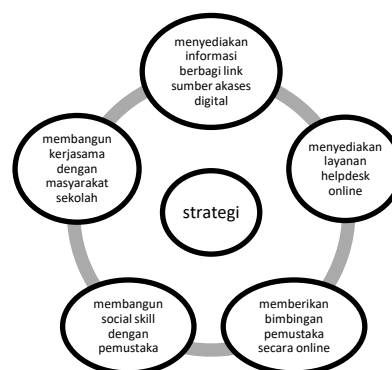 menyediakan
informasi
berbagi link
sumber akases
digital
menyediakan
layanan
helpdesk
online
memberikan
bimbingan
pemustaka
secara online
membangun
social skill
dengan
pemustaka
membangun
kerjasama
dengan
masyarakat
sekolah
strategi